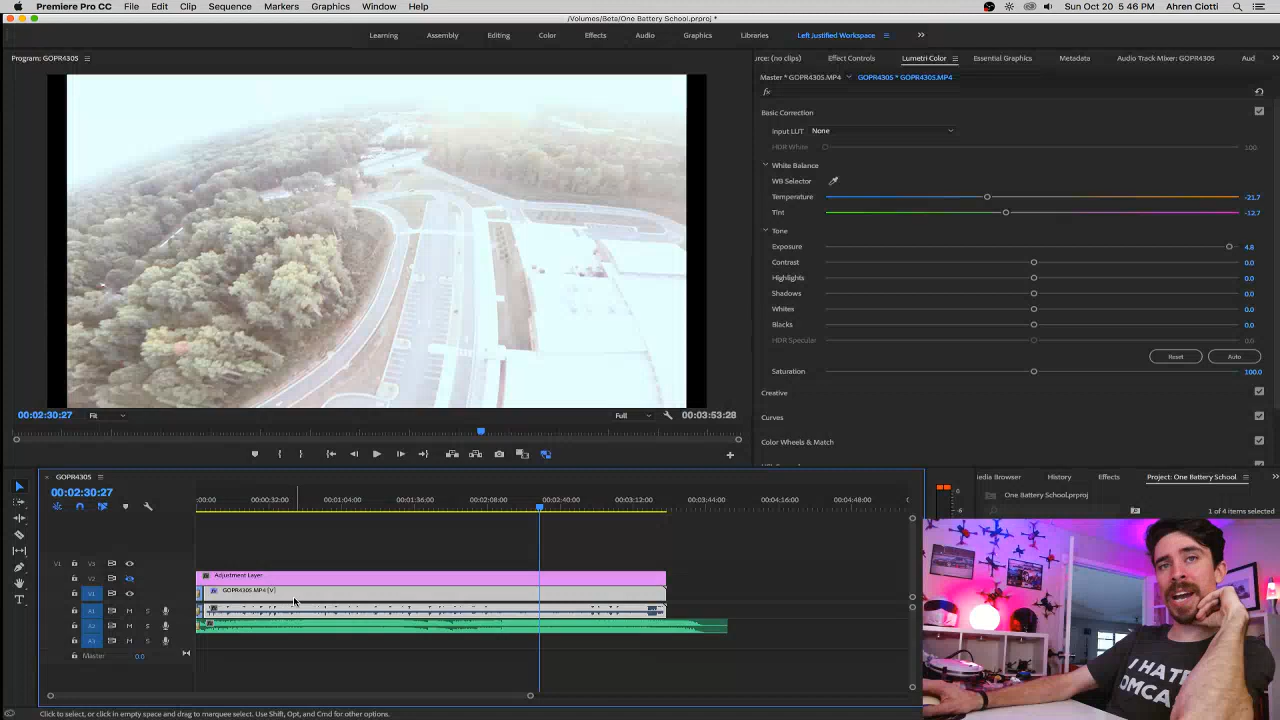 Premiere Pro CC File Edit Clip Sequence Markers Graphics Window Help Sun Oct 20 5:46 PM Ahren Ciotti
/Volumes/Beta/One Battery School.prproj *
Learning Assembly Editing Color Effects Audio Graphics Libraries Left Justified Workspace
Program: GOPR4305
urce: (no clips) Effect Controls Lumetri Color Essential Graphics Metadata Audio Track Mixer: GOPR4305 Aud
Master * GOPR4305.MP4 GOPR4305 * GOPR4305.MP4
fx
Basic Correction
Input LUT None
HDR White 100
White Balance
WB Selector
Temperature -21.7
Tint -12.7
Tone
Exposure 4.8
Contrast 0.0
Highlights 0.0
Shadows 0.0
Whites 0.0
Blacks 0.0
HDR Specular 0.0
Reset Auto
Saturation 100.0
Creative
Curves
Color Wheels & Match
00:02:30:27 Fit Full 00:03:53:28
GOPR4305
00:02:30:27
:00:00 00:00:32:00 00:01:04:00 00:01:36:00 00:02:08:00 00:02:40:00 00:03:12:00 00:03:44:00 00:04:16:00 00:04:48:00 0
V1 V3
V2 Adjustment Layer
V1 GOPR4305.MP4 [V]
A1 M S
A2 M S
A3 M S
Master 0.0
edia Browser History Effects Project: One Battery School
One Battery School.prproj
1 of 4 items selected
0
-6
Y HATE
OMCA
Click to select, or click in empty space and drag to marquee select. Use Shift, Opt, and Cmd for other options.